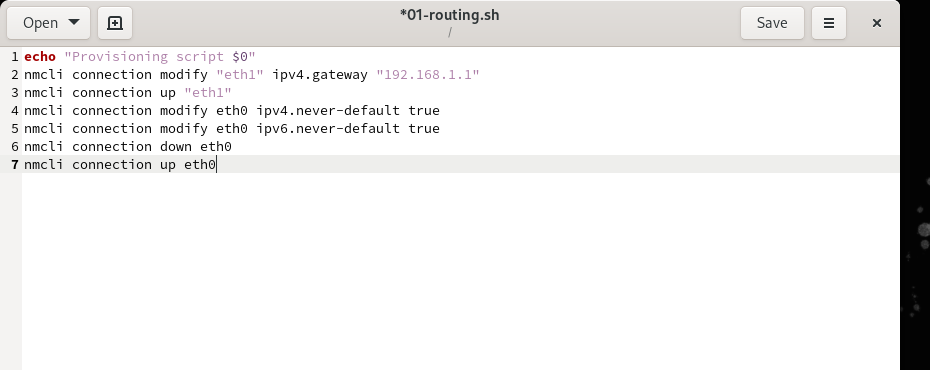 Open
*01-routing.sh
/
Save
1 echo "Provisioning script $0"
2 nmcli connection modify "eth1" ipv4.gateway "192.168.1.1"
3 nmcli connection up "eth1"
4 nmcli connection modify eth0 ipv4.never-default true
5 nmcli connection modify eth0 ipv6.never-default true
6 nmcli connection down eth0
7 nmcli connection up eth0